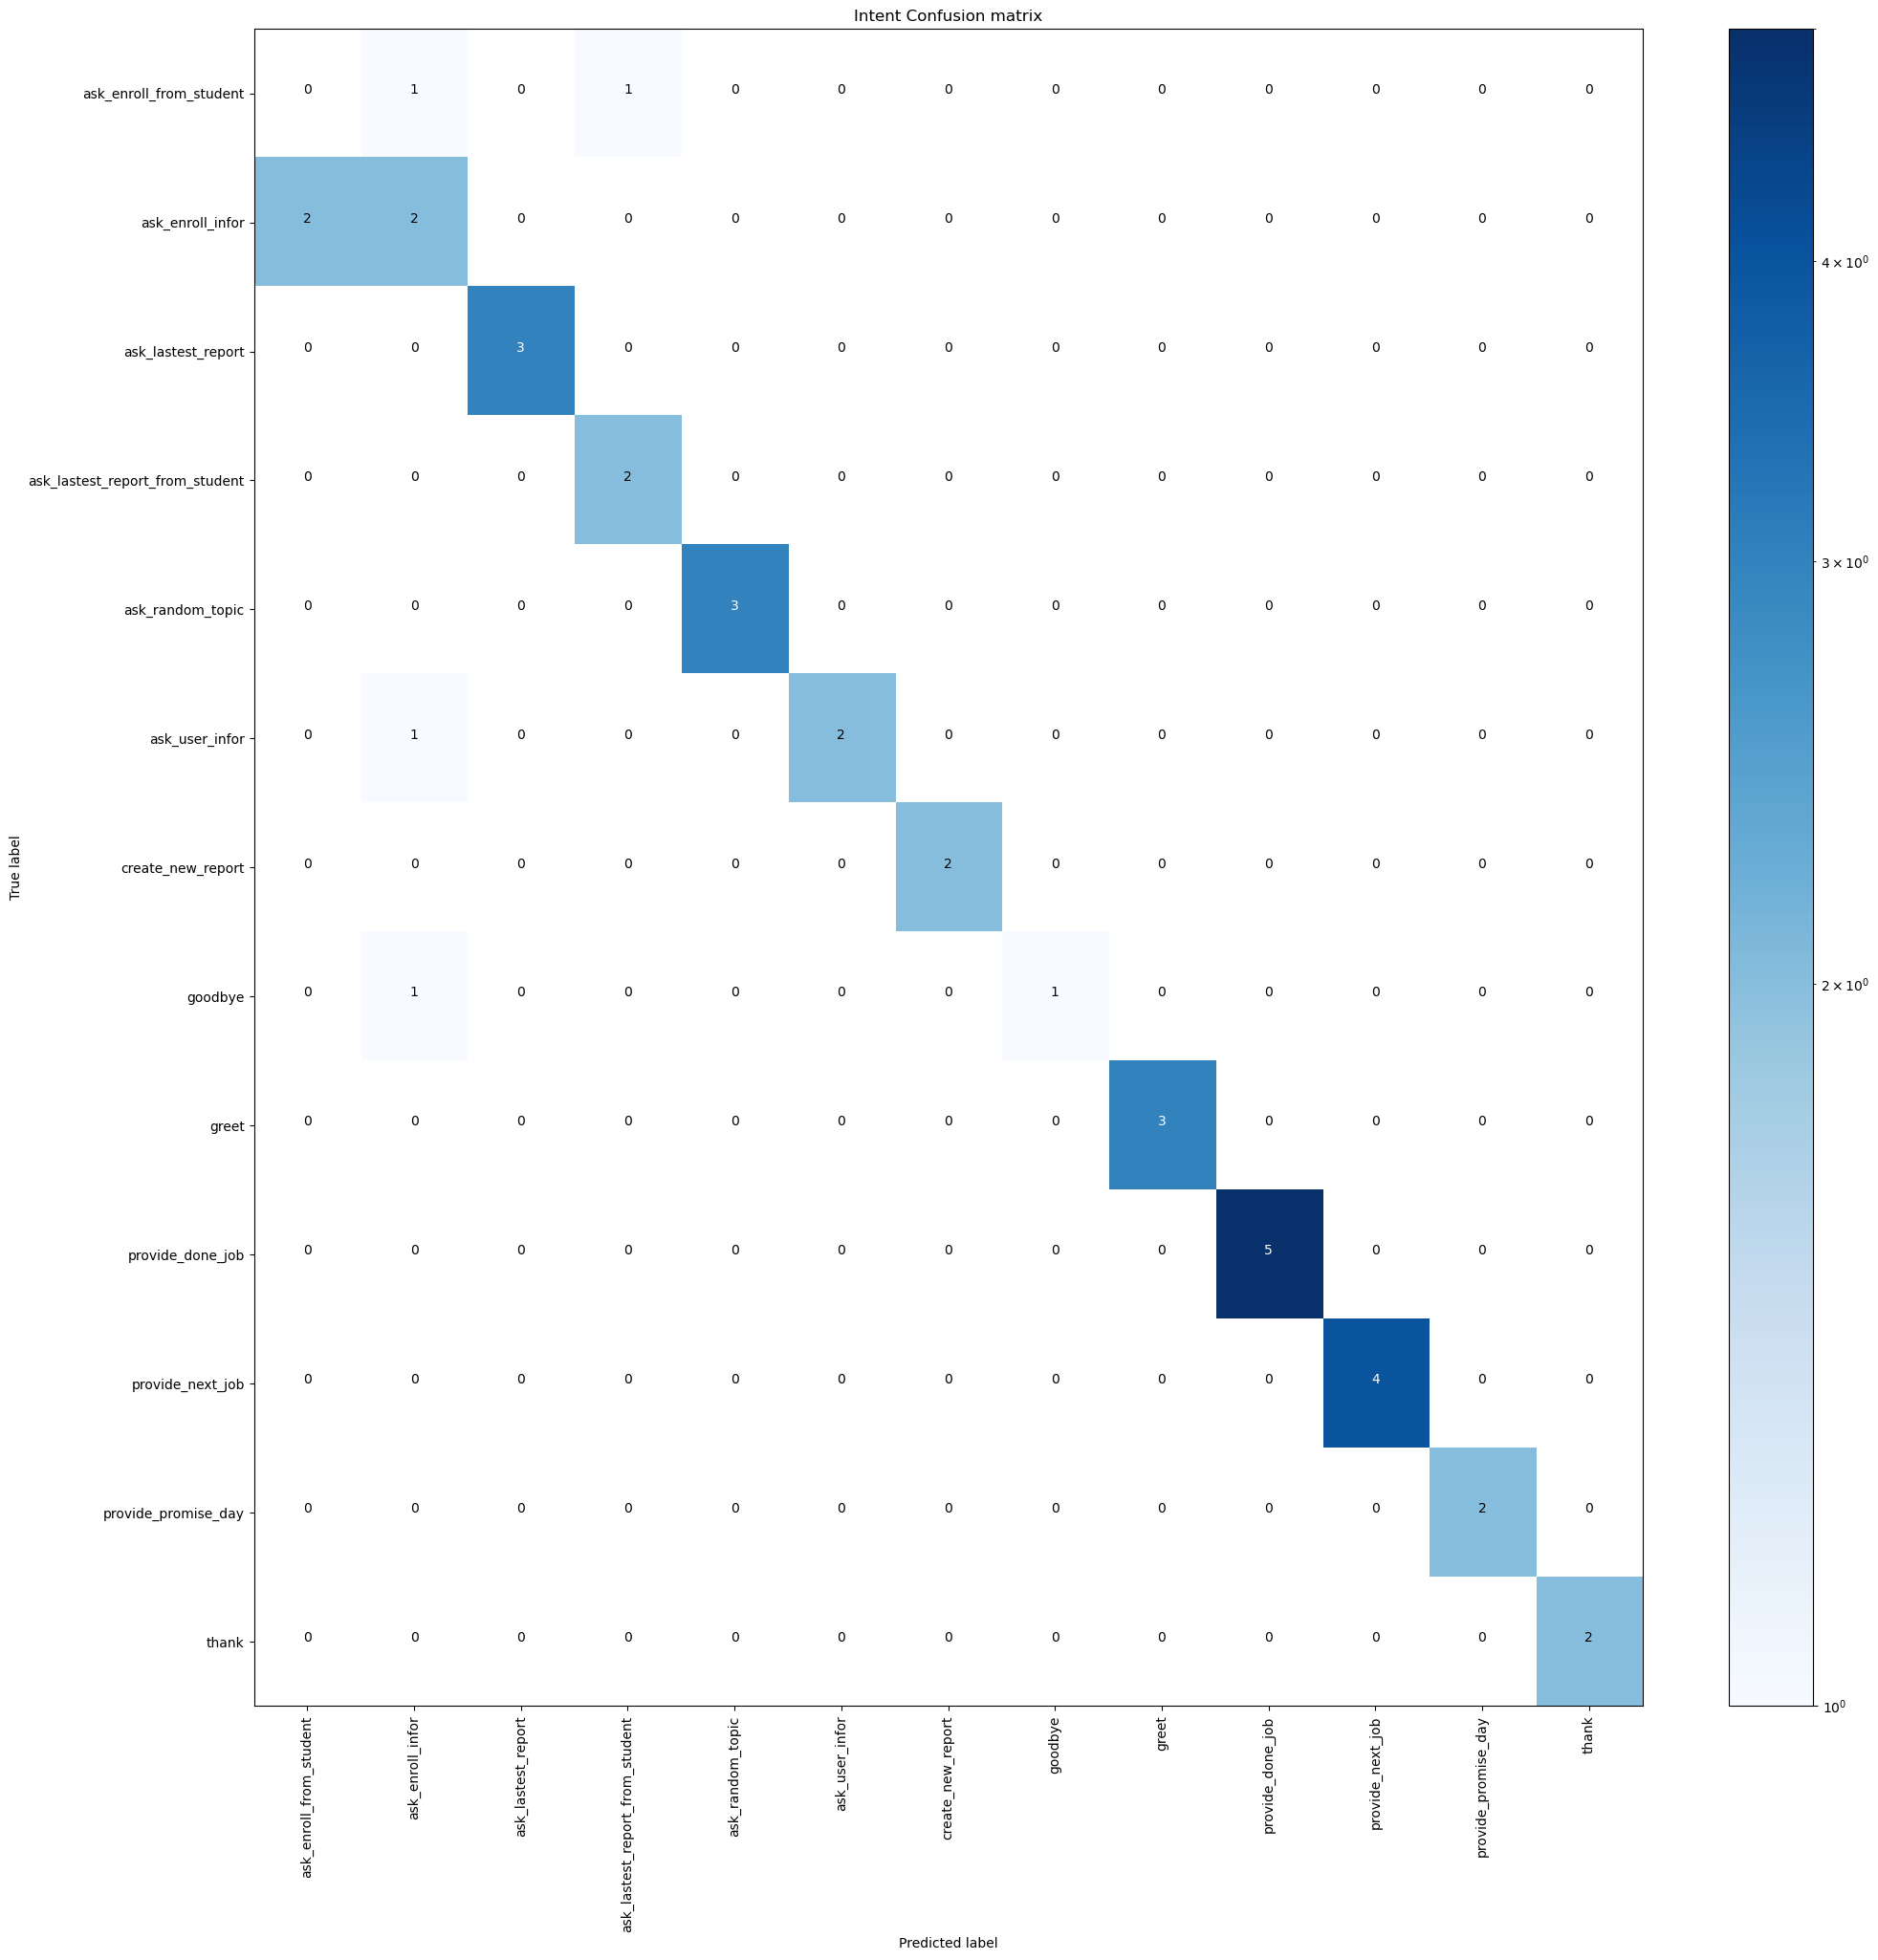 Intent Confusion matrix
ask_enroll_from_student 0 1 0 1 0 0 0 0 0 0 0 0 0
ask_enroll_infor 2 2 0 0 0 0 0 0 0 0 0 0 0
4 × 10⁰
ask_lastest_report 0 0 3 0 0 0 0 0 0 0 0 0 0
ask_lastest_report_from_student 0 0 0 2 0 0 0 0 0 0 0 0 0
3 × 10⁰
ask_random_topic 0 0 0 0 3 0 0 0 0 0 0 0 0
ask_user_infor 0 1 0 0 0 2 0 0 0 0 0 0 0
True label
create_new_report 0 0 0 0 0 0 2 0 0 0 0 0 0
goodbye 0 1 0 0 0 0 0 1 0 0 0 0 0
2 × 10⁰
greet 0 0 0 0 0 0 0 0 3 0 0 0 0
provide_done_job 0 0 0 0 0 0 0 0 0 5 0 0 0
provide_next_job 0 0 0 0 0 0 0 0 0 0 4 0 0
provide_promise_day 0 0 0 0 0 0 0 0 0 0 0 2 0
thank 0 0 0 0 0 0 0 0 0 0 0 0 2
10⁰
ask_enroll_from_student
ask_enroll_infor
ask_lastest_report
ask_lastest_report_from_student
ask_random_topic
ask_user_infor
create_new_report
goodbye
greet
provide_done_job
provide_next_job
provide_promise_day
thank
Predicted label